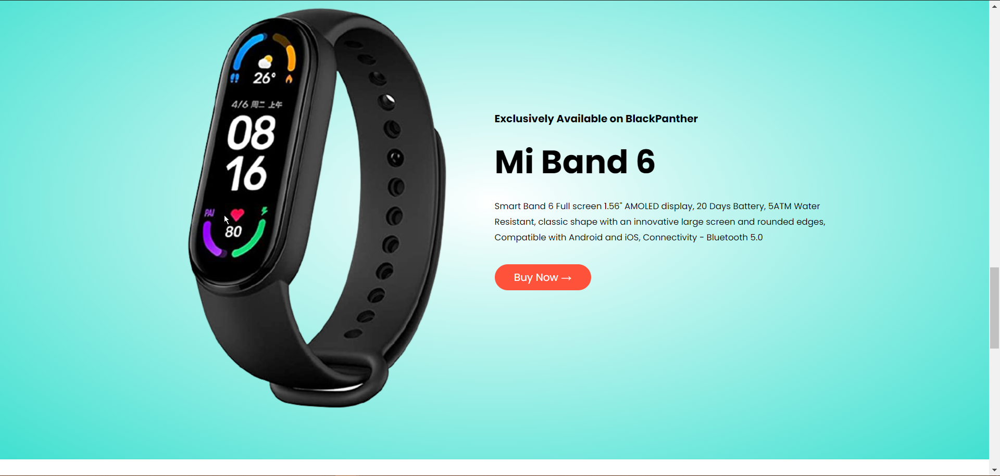 26°
4/6 周二 上午
08
16
PAI
80
Exclusively Available on BlackPanther
Mi Band 6
Smart Band 6 Full screen 1.56" AMOLED display, 20 Days Battery, 5ATM Water
Resistant, classic shape with an innovative large screen and rounded edges,
Compatible with Android and iOS, Connectivity - Bluetooth 5.0
Buy Now →